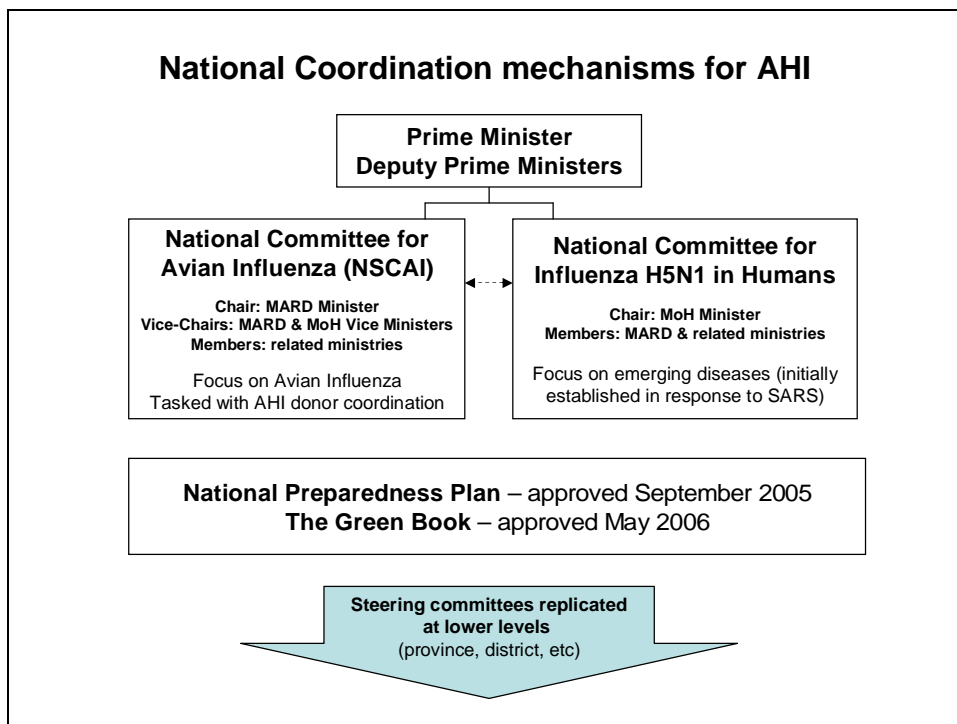 National Coordination mechanisms for AHI
Prime Minister
Deputy Prime Ministers
National Committee for
Avian Influenza (NSCAI)
Chair: MARD Minister
Vice-Chairs: MARD & MoH Vice Ministers
Members: related ministries
Focus on Avian Influenza
Tasked with AHI donor coordination
National Committee for
Influenza H5N1 in Humans
Chair: MoH Minister
Members: MARD & related ministries
Focus on emerging diseases (initially
established in response to SARS)
National Preparedness Plan – approved September 2005
The Green Book – approved May 2006
Steering committees replicated
at lower levels
(province, district, etc)